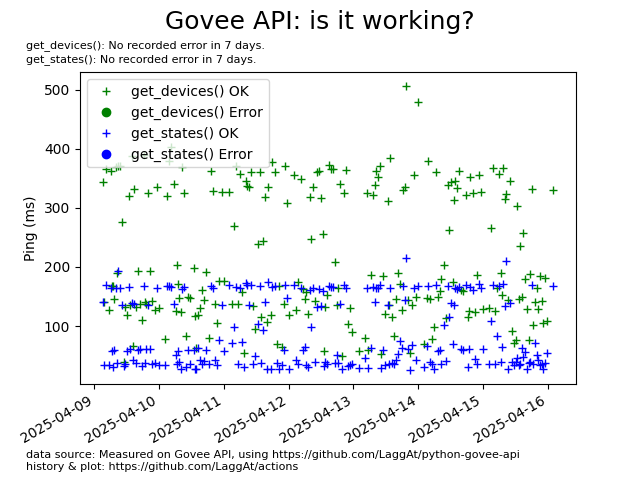 Govee API: is it working?
get_devices(): No recorded error in 7 days.
get_states(): No recorded error in 7 days.
500
400
300
200
100
Ping (ms)
get_devices() OK
get_devices() Error
get_states() OK
get_states() Error
2025-04-09
2025-04-10
2025-04-11
2025-04-12
2025-04-13
2025-04-14
2025-04-15
2025-04-16
data source: Measured on Govee API, using https://github.com/LaggAt/python-govee-api
history & plot: https://github.com/LaggAt/actions